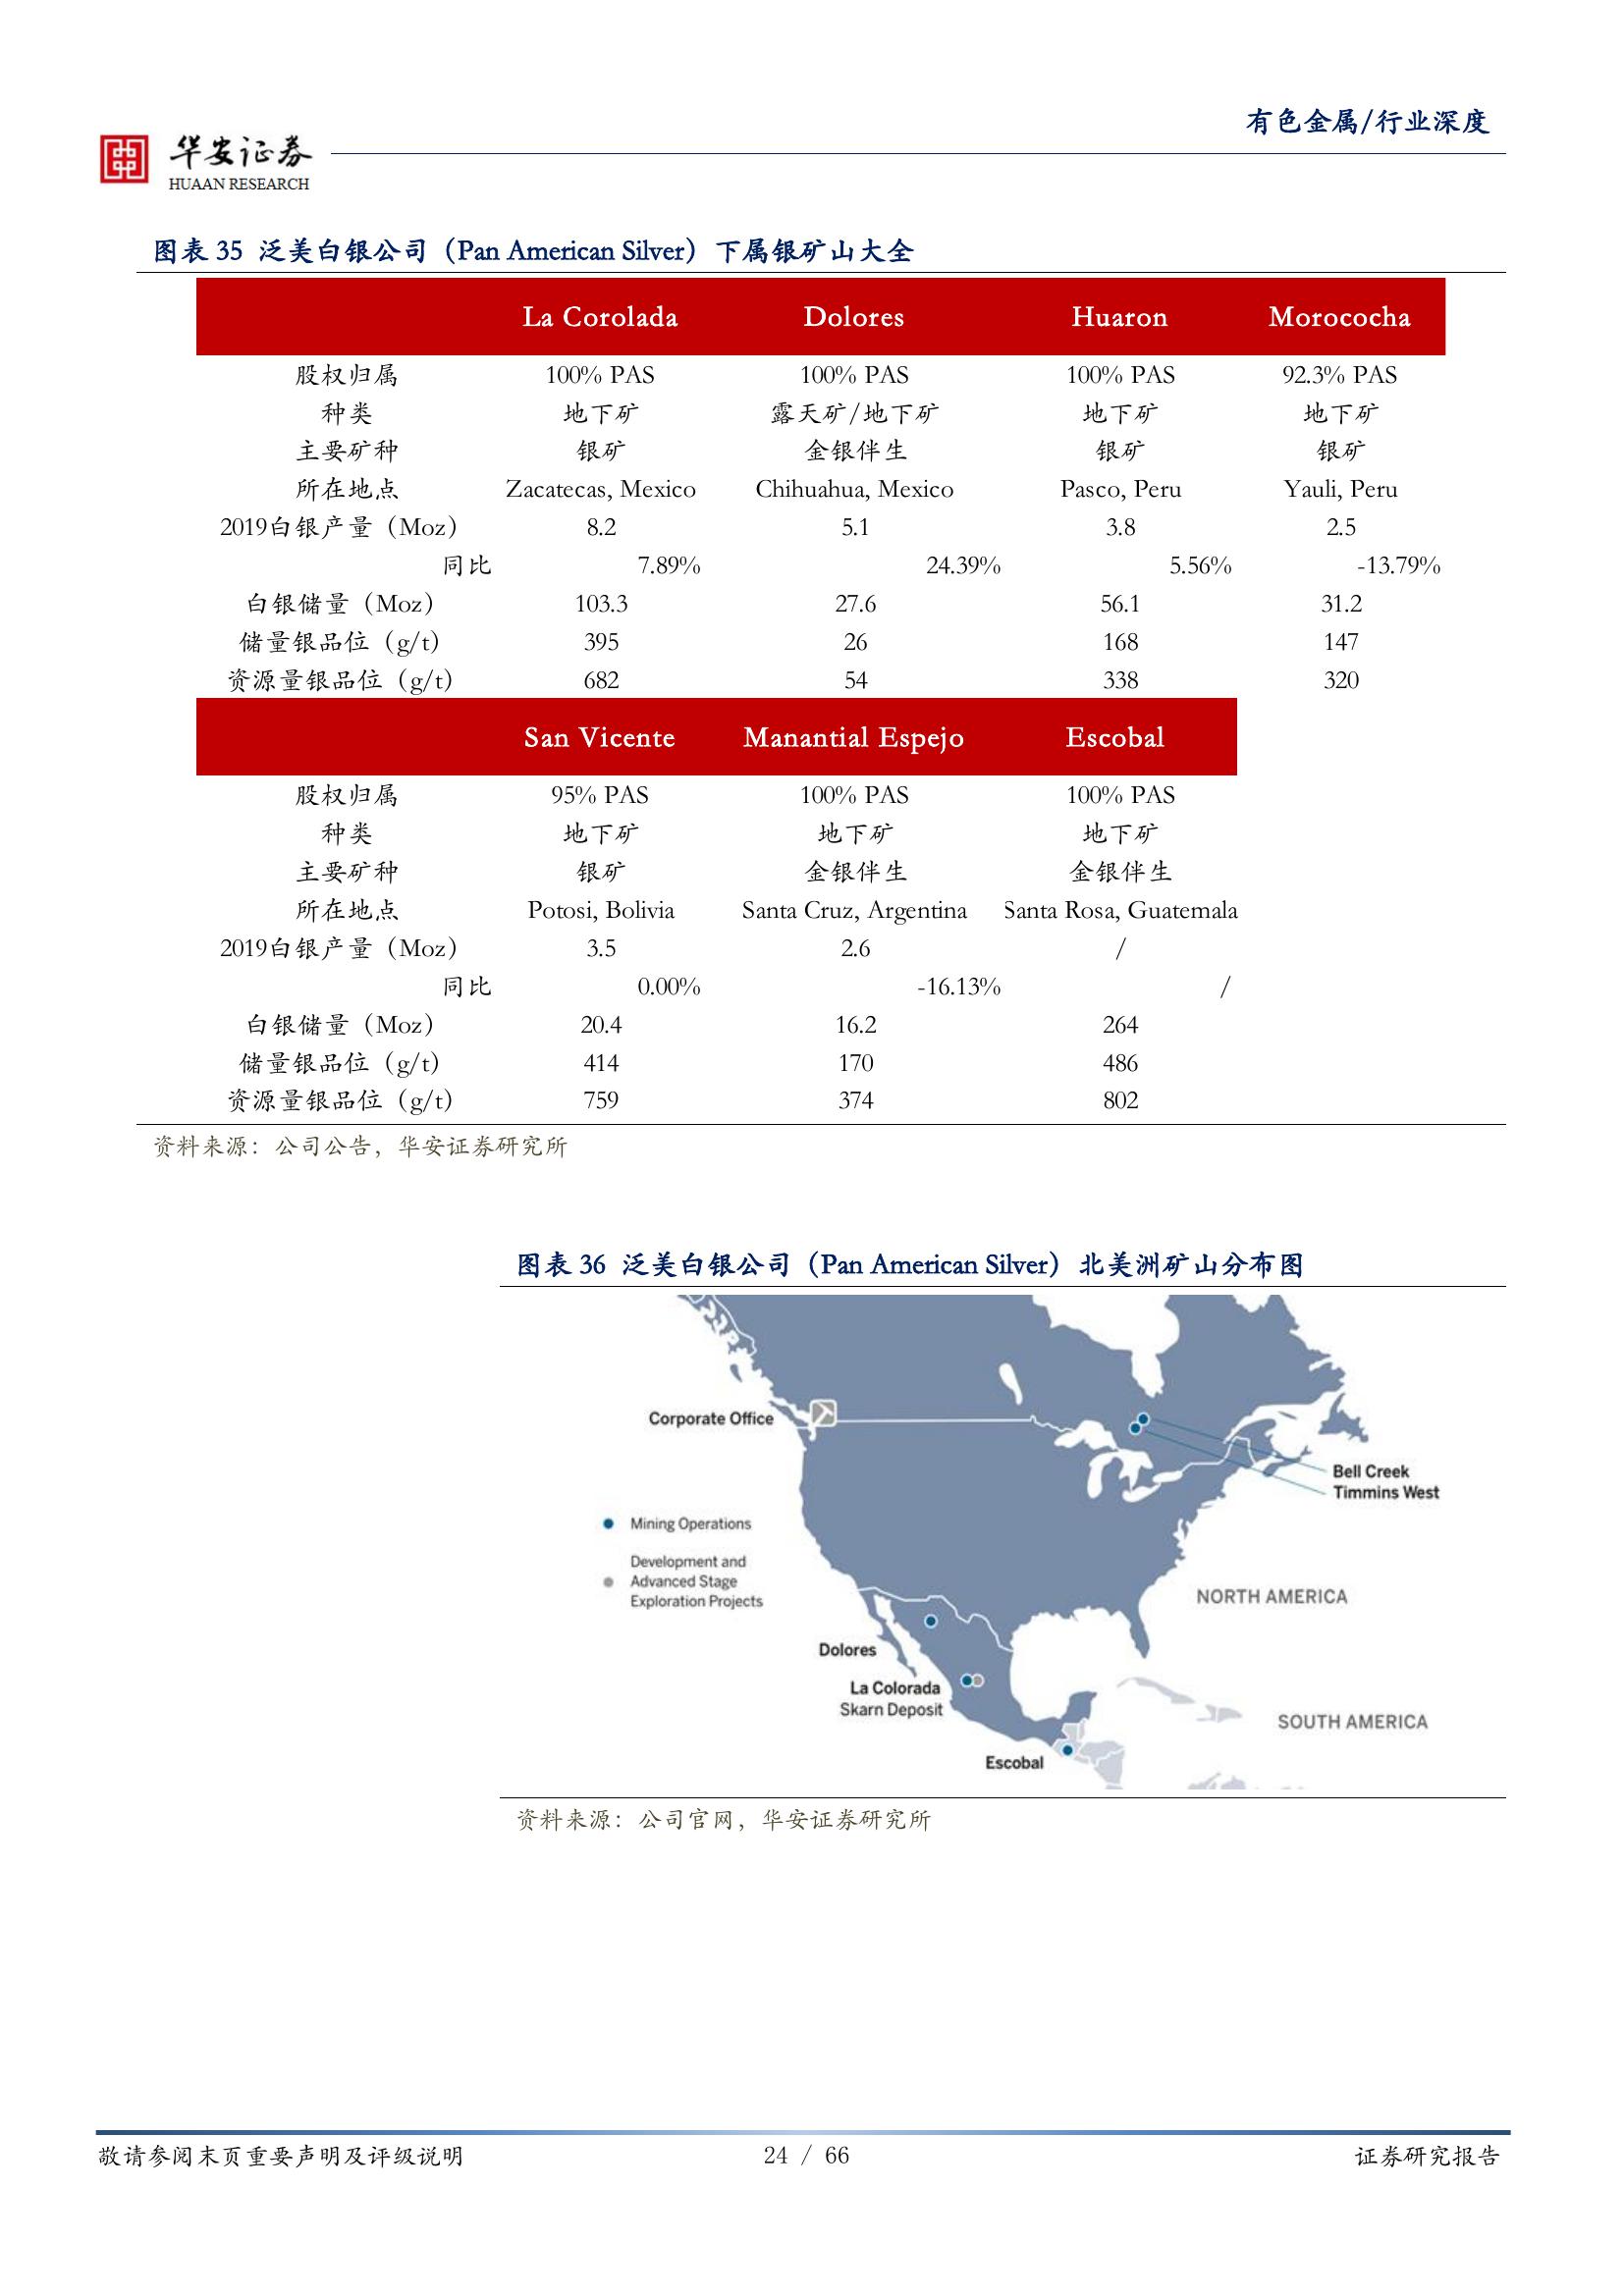 有色金属/行业深度
华安证券
HUAAN RESEARCH
图表 35 泛美白银公司（Pan American Silver）下属银矿山大全
La Corolada Dolores Huaron Morococha
股权归属 100% PAS 100% PAS 100% PAS 92.3% PAS
种类 地下矿 露天矿/地下矿 地下矿 地下矿
主要矿种 银矿 金银伴生 银矿 银矿
所在地点 Zacatecas, Mexico Chihuahua, Mexico Pasco, Peru Yauli, Peru
2019白银产量（Moz） 8.2 5.1 3.8 2.5
同比 7.89% 24.39% 5.56% -13.79%
白银储量（Moz） 103.3 27.6 56.1 31.2
储量银品位（g/t） 395 26 168 147
资源量银品位（g/t） 682 54 338 320
San Vicente Manantial Espejo Escobal
股权归属 95% PAS 100% PAS 100% PAS
种类 地下矿 地下矿 地下矿
主要矿种 银矿 金银伴生 金银伴生
所在地点 Potosi, Bolivia Santa Cruz, Argentina Santa Rosa, Guatemala
2019白银产量（Moz） 3.5 2.6 /
同比 0.00% -16.13% /
白银储量（Moz） 20.4 16.2 264
储量银品位（g/t） 414 170 486
资源量银品位（g/t） 759 374 802
资料来源：公司公告，华安证券研究所
图表 36 泛美白银公司（Pan American Silver）北美洲矿山分布图
Corporate Office
Bell Creek
Timmins West
Mining Operations
Development and
Advanced Stage
Exploration Projects
NORTH AMERICA
Dolores
La Colorada
Skarn Deposit
SOUTH AMERICA
Escobal
资料来源：公司官网，华安证券研究所
敬请参阅末页重要声明及评级说明 24 / 66 证券研究报告